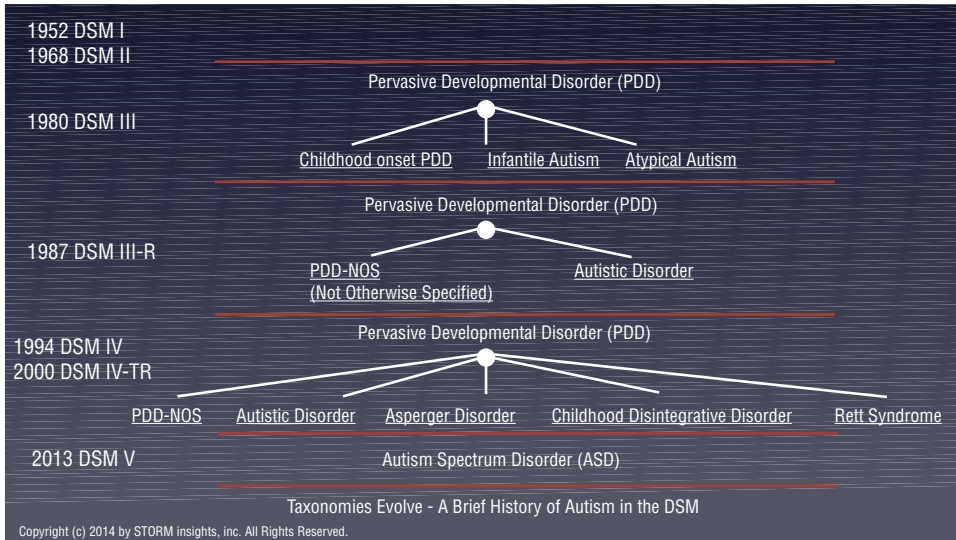 1952 DSM I
1968 DSM II
Pervasive Developmental Disorder (PDD)
1980 DSM III
Childhood onset PDD Infantile Autism Atypical Autism
Pervasive Developmental Disorder (PDD)
1987 DSM III-R
PDD-NOS
(Not Otherwise Specified)
Autistic Disorder
Pervasive Developmental Disorder (PDD)
1994 DSM IV
2000 DSM IV-TR
PDD-NOS Autistic Disorder Asperger Disorder Childhood Disintegrative Disorder Rett Syndrome
2013 DSM V
Autism Spectrum Disorder (ASD)
Taxonomies Evolve - A Brief History of Autism in the DSM
Copyright (c) 2014 by STORM insights, inc. All Rights Reserved.